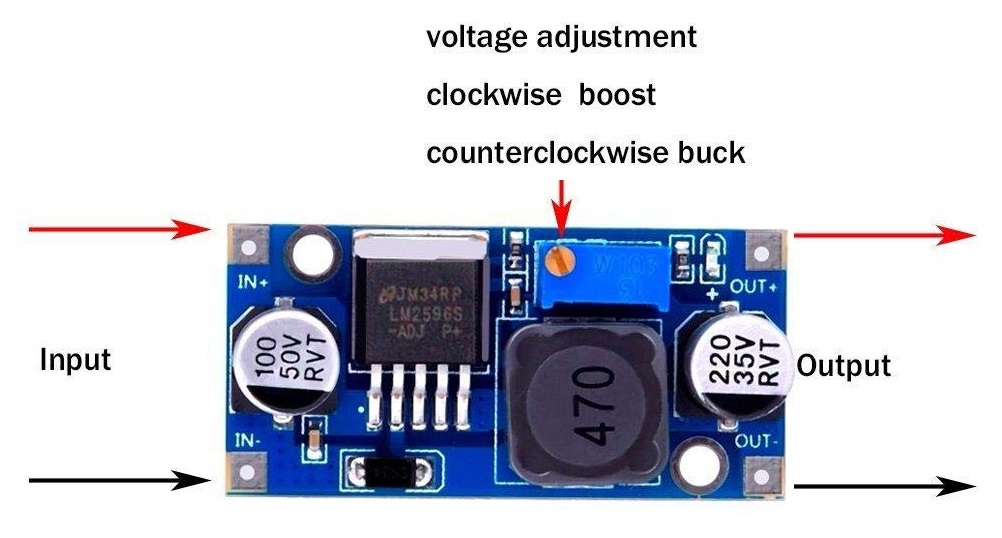 voltage adjustment
clockwise boost
counterclockwise buck
IN+
JM34RP
LM2596S
-ADJ P+
W 103
OUT+
+
Input
100
50V
RVT
470
220
35V
RVT
Output
IN-
OUT-